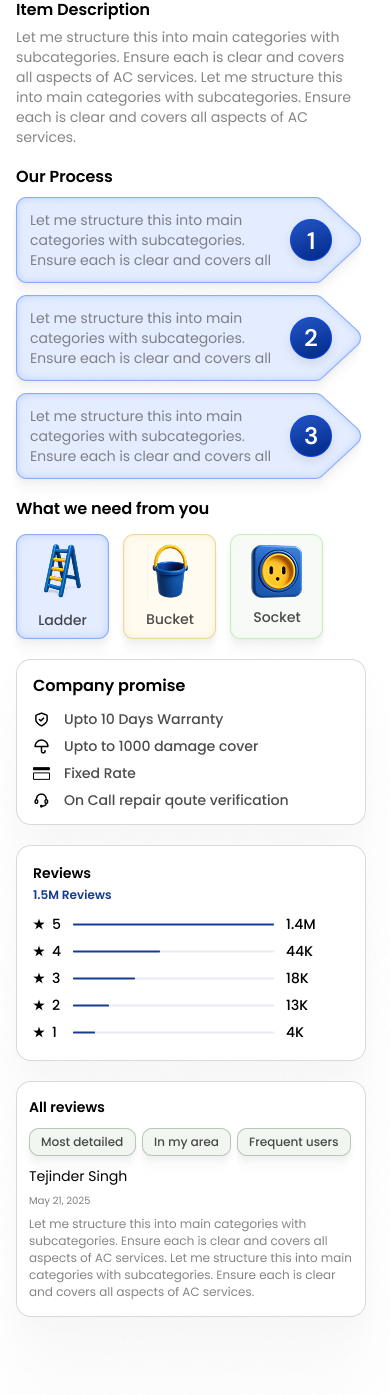 Item Description
Let me structure this into main categories with
subcategories. Ensure each is clear and covers
all aspects of AC services. Let me structure this
into main categories with subcategories. Ensure
each is clear and covers all aspects of AC
services.
Our Process
Let me structure this into main
categories with subcategories.
Ensure each is clear and covers all
1
Let me structure this into main
categories with subcategories.
Ensure each is clear and covers all
2
Let me structure this into main
categories with subcategories.
Ensure each is clear and covers all
3
What we need from you
Ladder
Bucket
Socket
Company promise
Upto 10 Days Warranty
Upto to 1000 damage cover
Fixed Rate
On Call repair qoute verification
Reviews
1.5M Reviews
★ 5 1.4M
★ 4 44K
★ 3 18K
★ 2 13K
★ 1 4K
All reviews
Most detailed In my area Frequent users
Tejinder Singh
May 21, 2025
Let me structure this into main categories with
subcategories. Ensure each is clear and covers all
aspects of AC services. Let me structure this into main
categories with subcategories. Ensure each is clear
and covers all aspects of AC services.